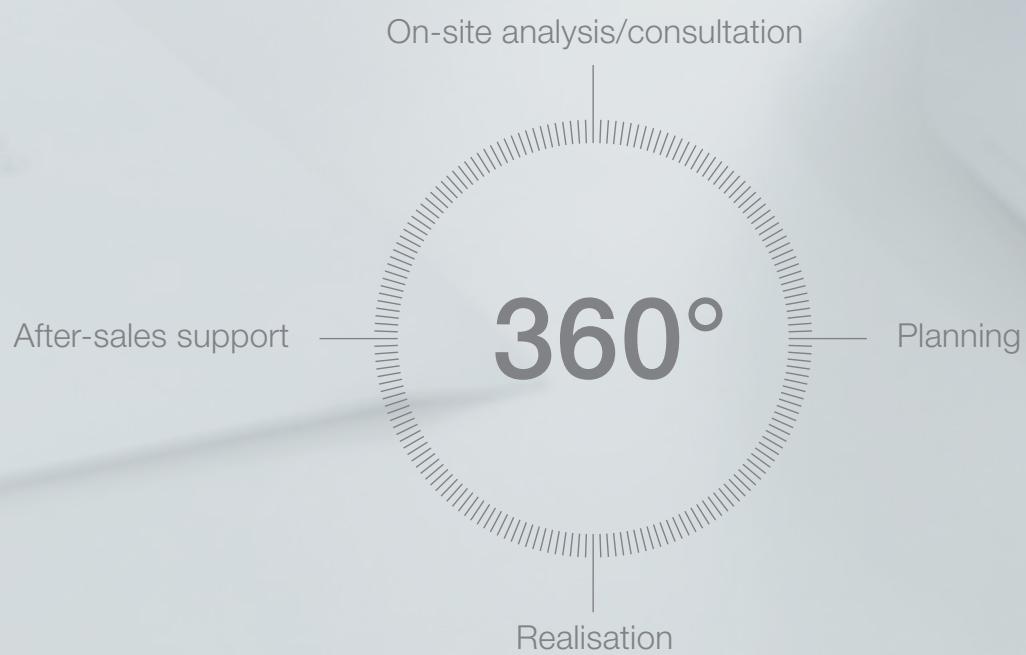 On-site analysis/consultation
360°
After-sales support
Planning
Realisation